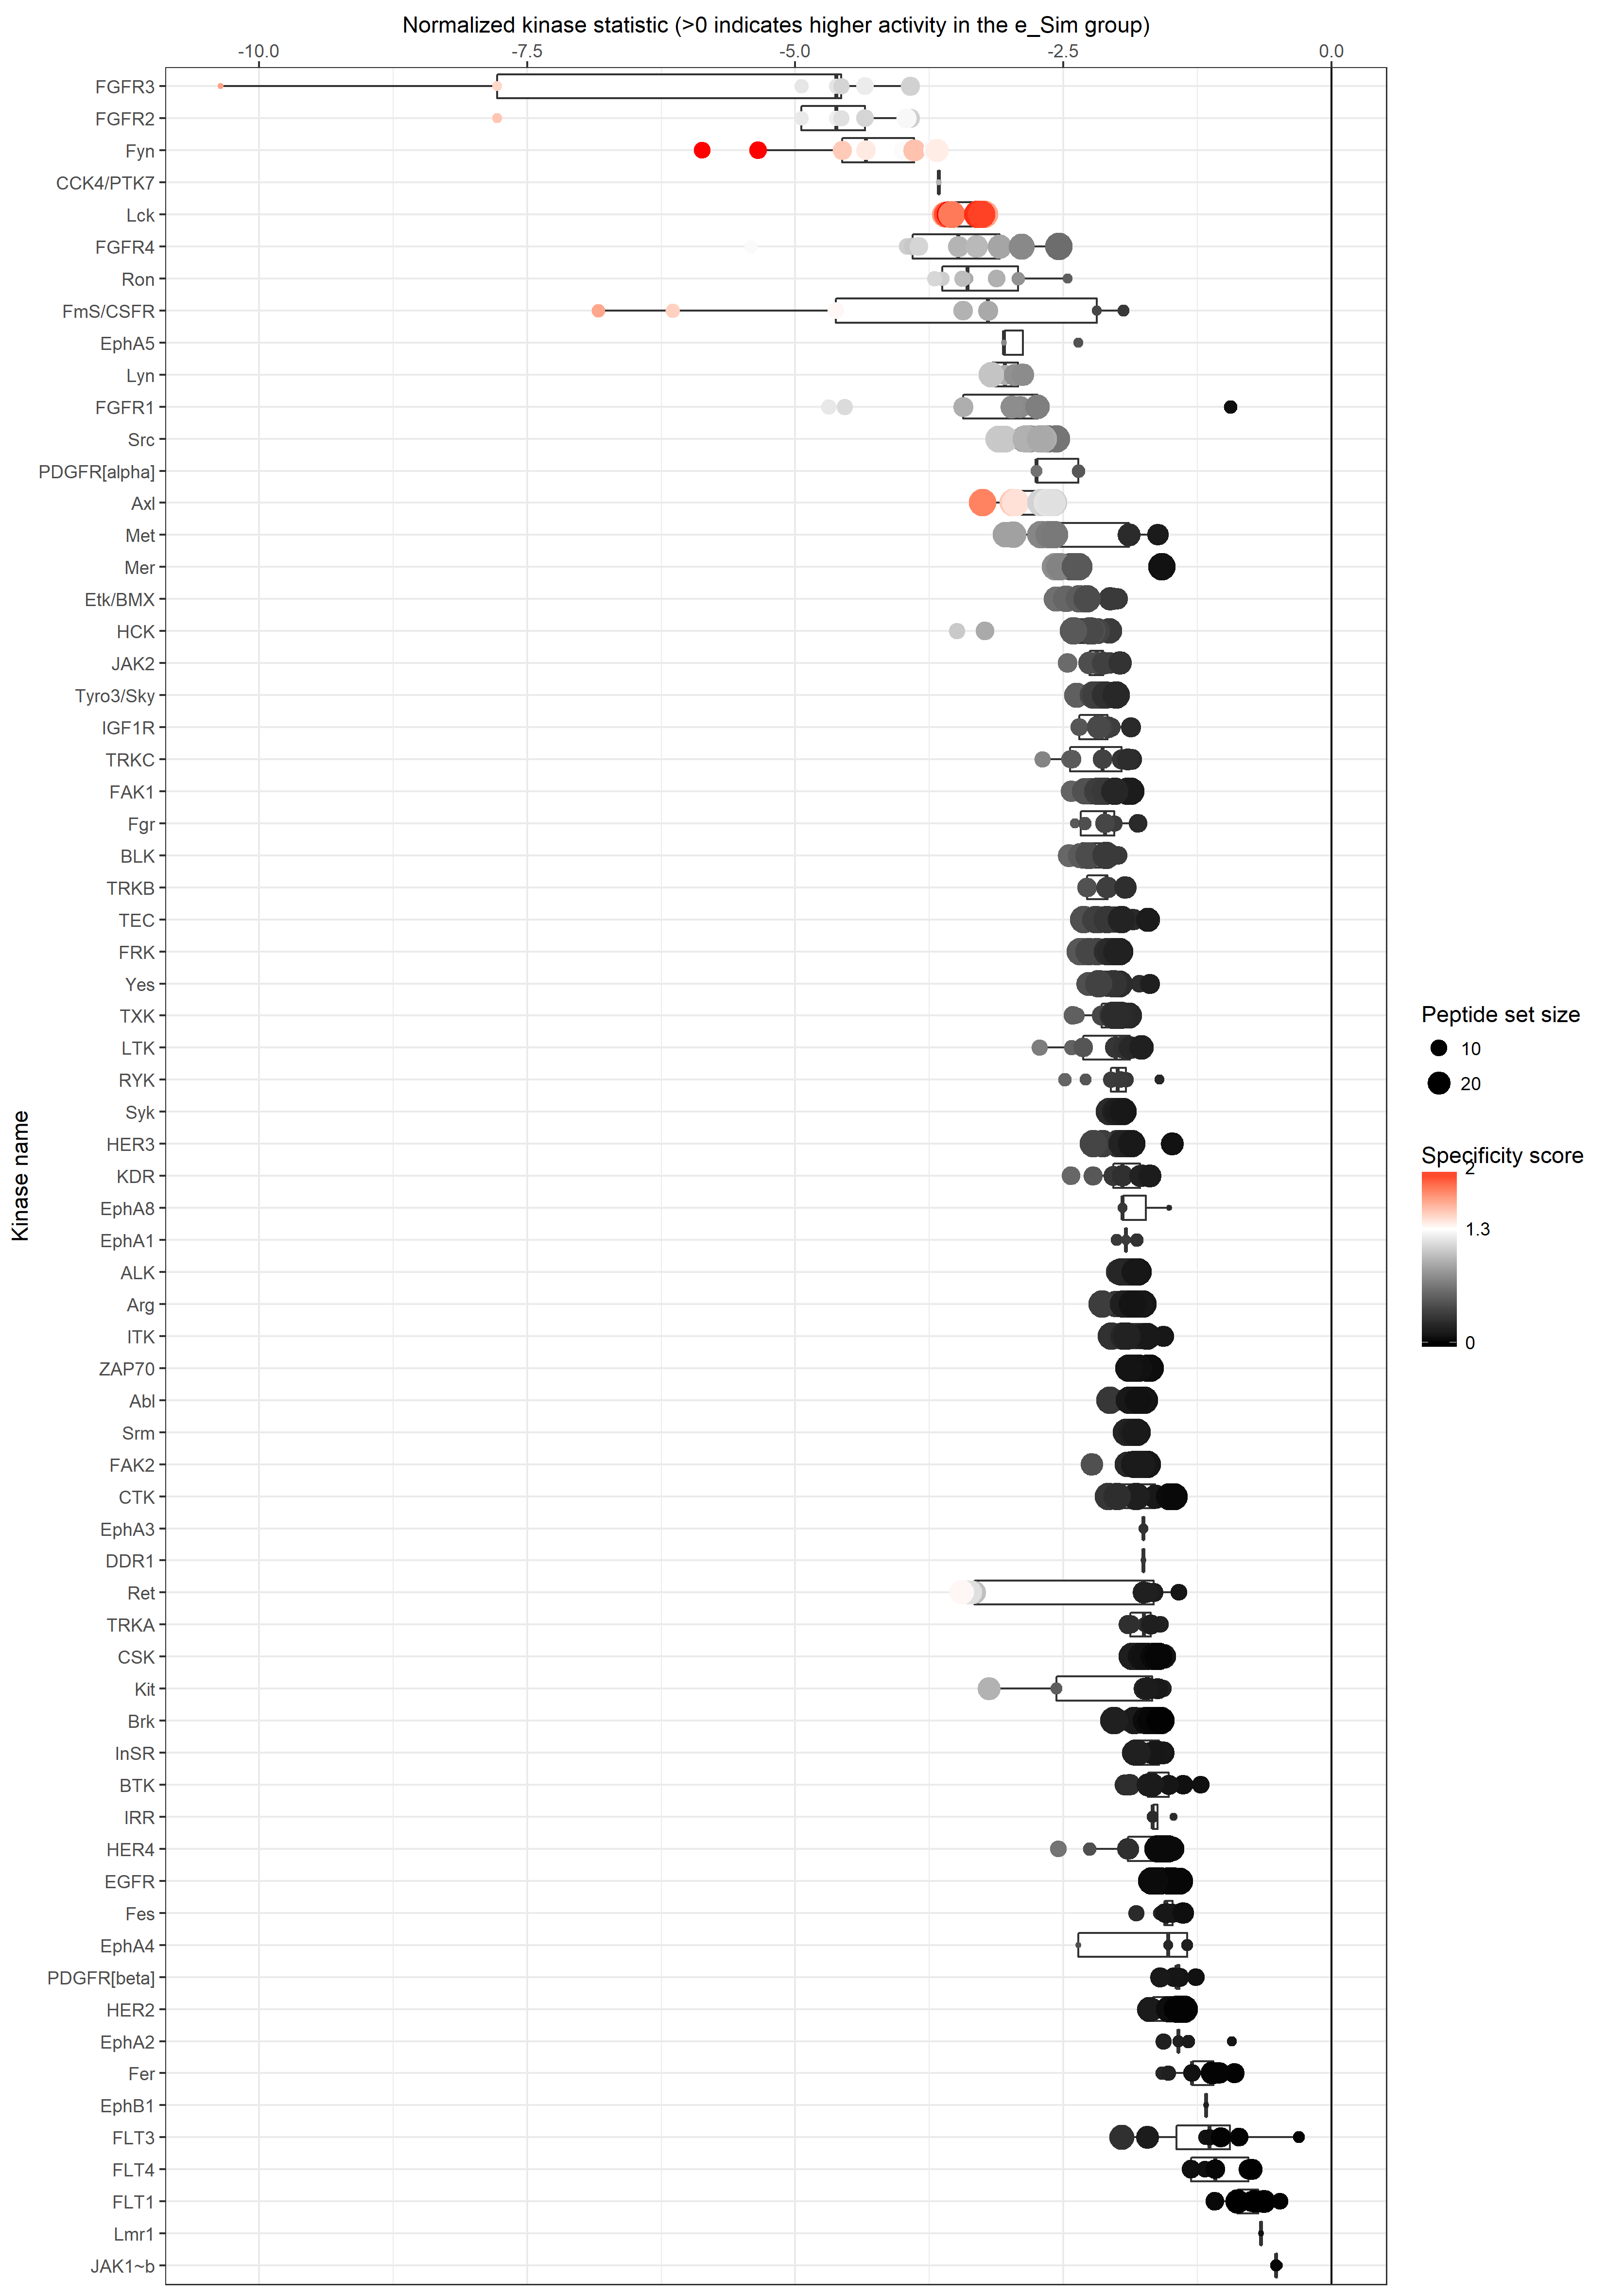 Normalized kinase statistic (>0 indicates higher activity in the e_Sim group)
-10.0 -7.5 -5.0 -2.5 0.0
FGFR3
FGFR2
Fyn
CCK4/PTK7
Lck
FGFR4
Ron
FmS/CSFR
EphA5
Lyn
FGFR1
Src
PDGFR[alpha]
Axl
Met
Mer
Etk/BMX
HCK
JAK2
Tyro3/Sky
IGF1R
TRKC
FAK1
Fgr
BLK
TRKB
TEC
FRK
Yes
TXK
LTK
RYK
Syk
HER3
KDR
EphA8
EphA1
ALK
Arg
ITK
ZAP70
Abl
Srm
FAK2
CTK
EphA3
DDR1
Ret
TRKA
CSK
Kit
Brk
InSR
BTK
IRR
HER4
EGFR
Fes
EphA4
PDGFR[beta]
HER2
EphA2
Fer
EphB1
FLT3
FLT4
FLT1
Lmr1
JAK1~b
Kinase name
Peptide set size
10
20
Specificity score
2
1.3
0